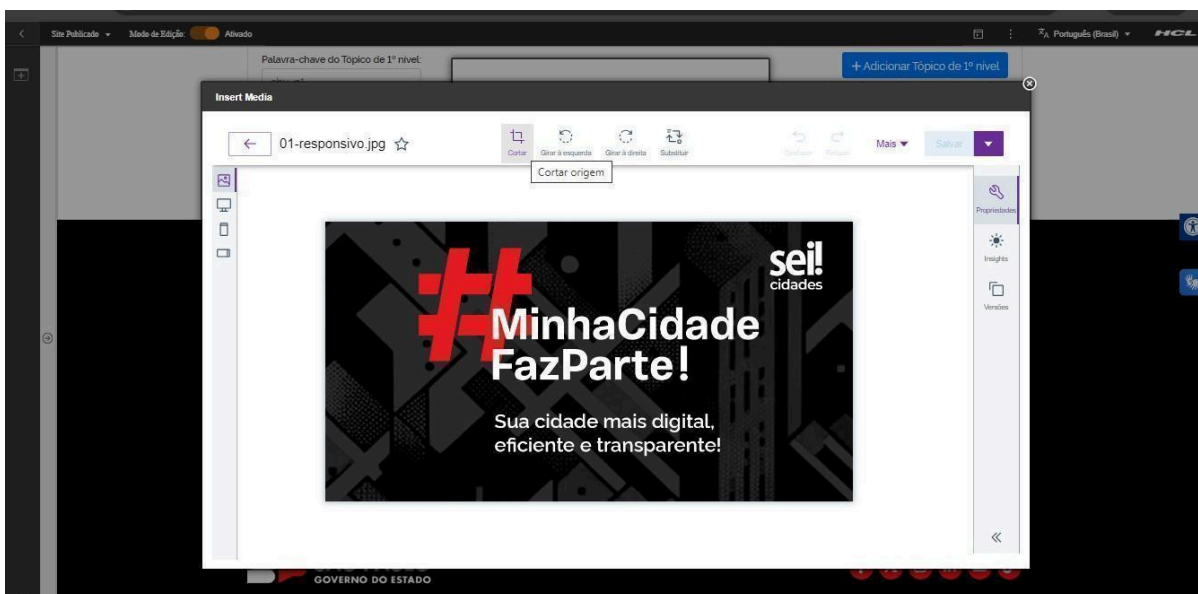 Site Publicado
Modo de Edição:
Ativado
Português (Brasil)
HCL
Palavra-chave do Tópico de 1º nível:
+ Adicionar Tópico de 1º nível
Insert Media
01-responsivo.jpg
Cortar
Girar à esquerda
Girar à direita
Substituir
Mais
Salvar
Cortar origem
Propriedades
Insights
Versões
sei!
cidades
#MinhaCidade
FazParte!
Sua cidade mais digital,
eficiente e transparente!
GOVERNO DO ESTADO